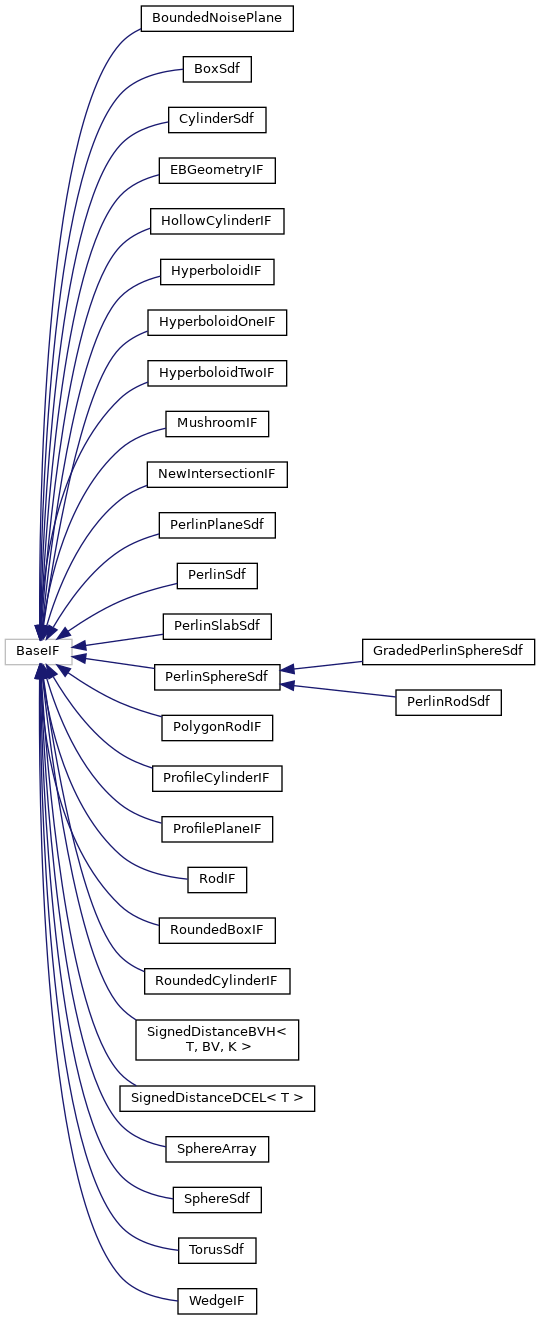 BoundedNoisePlane
BoxSdf
CylinderSdf
EBGeometryIF
HollowCylinderIF
HyperboloidIF
HyperboloidOneIF
HyperboloidTwoIF
MushroomIF
NewIntersectionIF
PerlinPlaneSdf
PerlinSdf
PerlinSlabSdf
BaseIF
GradedPerlinSphereSdf
PerlinSphereSdf
PerlinRodSdf
PolygonRodIF
ProfileCylinderIF
ProfilePlaneIF
RodIF
RoundedBoxIF
RoundedCylinderIF
SignedDistanceBVH<
T, BV, K >
SignedDistanceDCEL< T >
SphereArray
SphereSdf
TorusSdf
WedgeIF